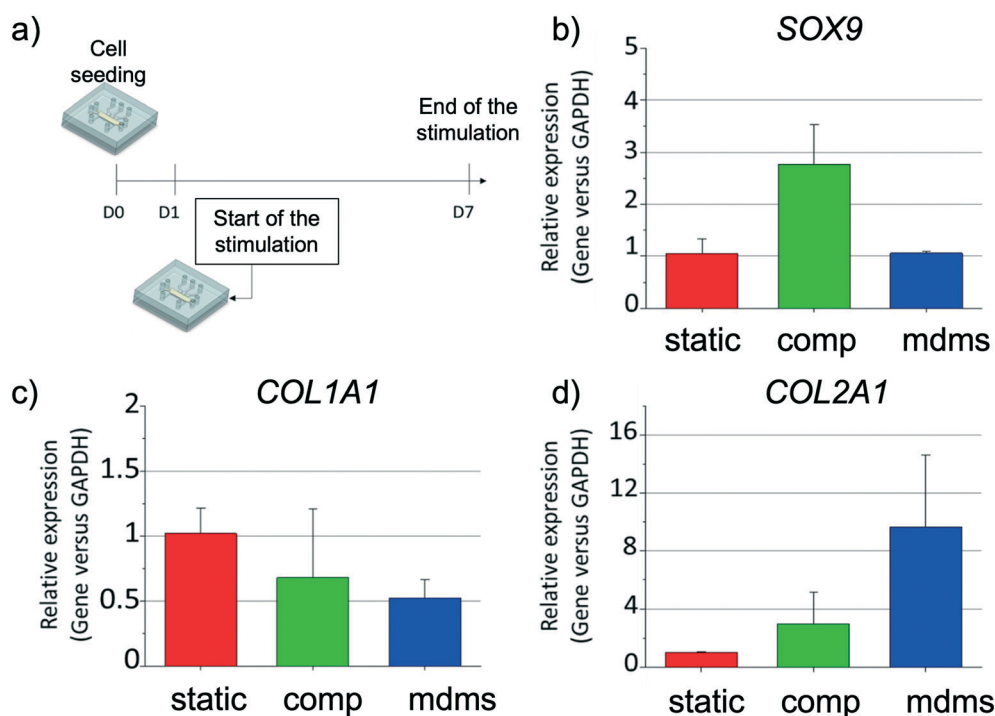 a)
Cell
seeding
End of the
stimulation
D0
D1
D7
Start of the
stimulation
b)
SOX9
Relative expression
(Gene versus GAPDH)
5
4
3
2
1
0
static
comp
mdms
c)
COL1A1
Relative expression
(Gene versus GAPDH)
2
1.5
1
0.5
0
static
comp
mdms
d)
COL2A1
Relative expression
(Gene versus GAPDH)
16
12
8
4
0
static
comp
mdms